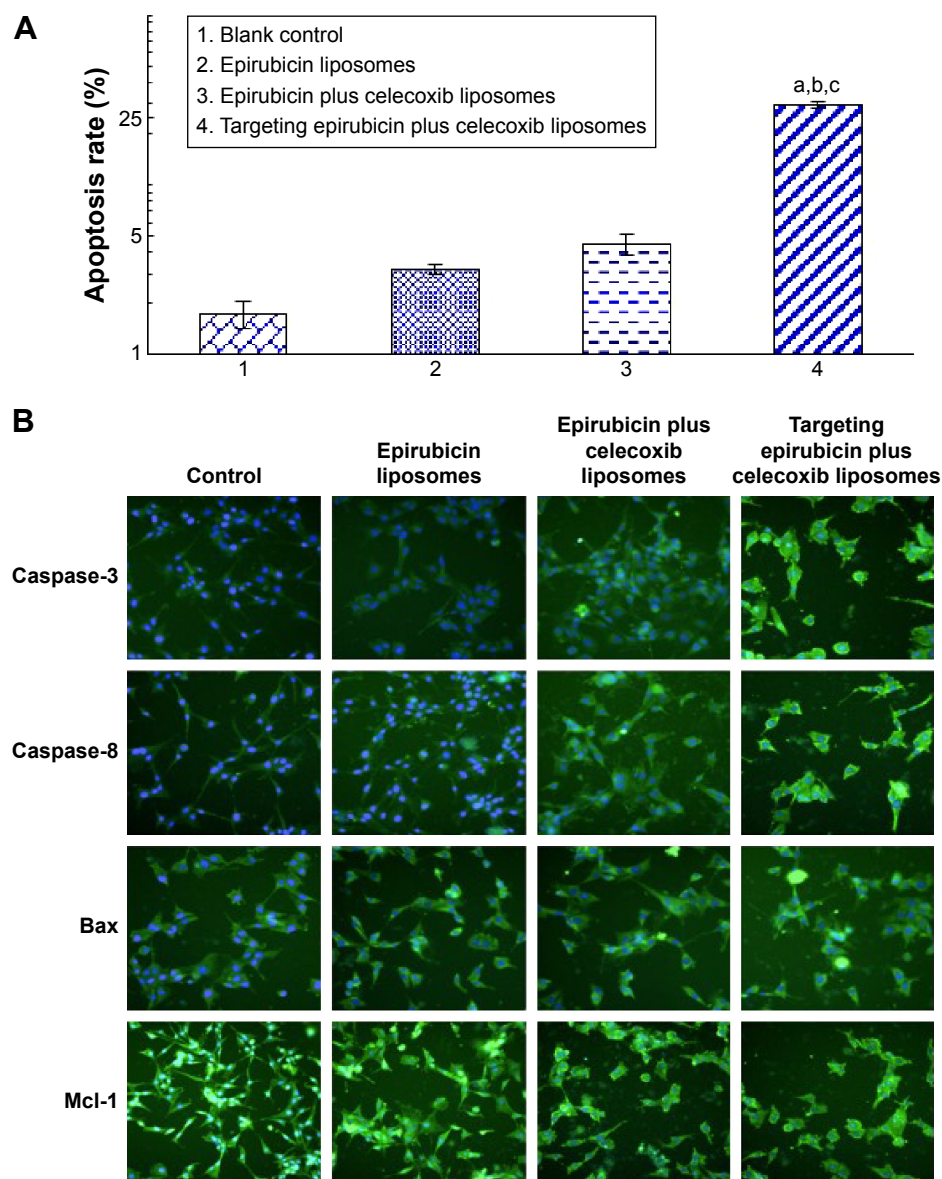 A
1. Blank control
2. Epirubicin liposomes
3. Epirubicin plus celecoxib liposomes
4. Targeting epirubicin plus celecoxib liposomes
Apoptosis rate (%)
25
5
1
a,b,c
1 2 3 4
B
Control
Epirubicin
liposomes
Epirubicin plus
celecoxib
liposomes
Targeting
epirubicin plus
celecoxib liposomes
Caspase-3
Caspase-8
Bax
Mcl-1